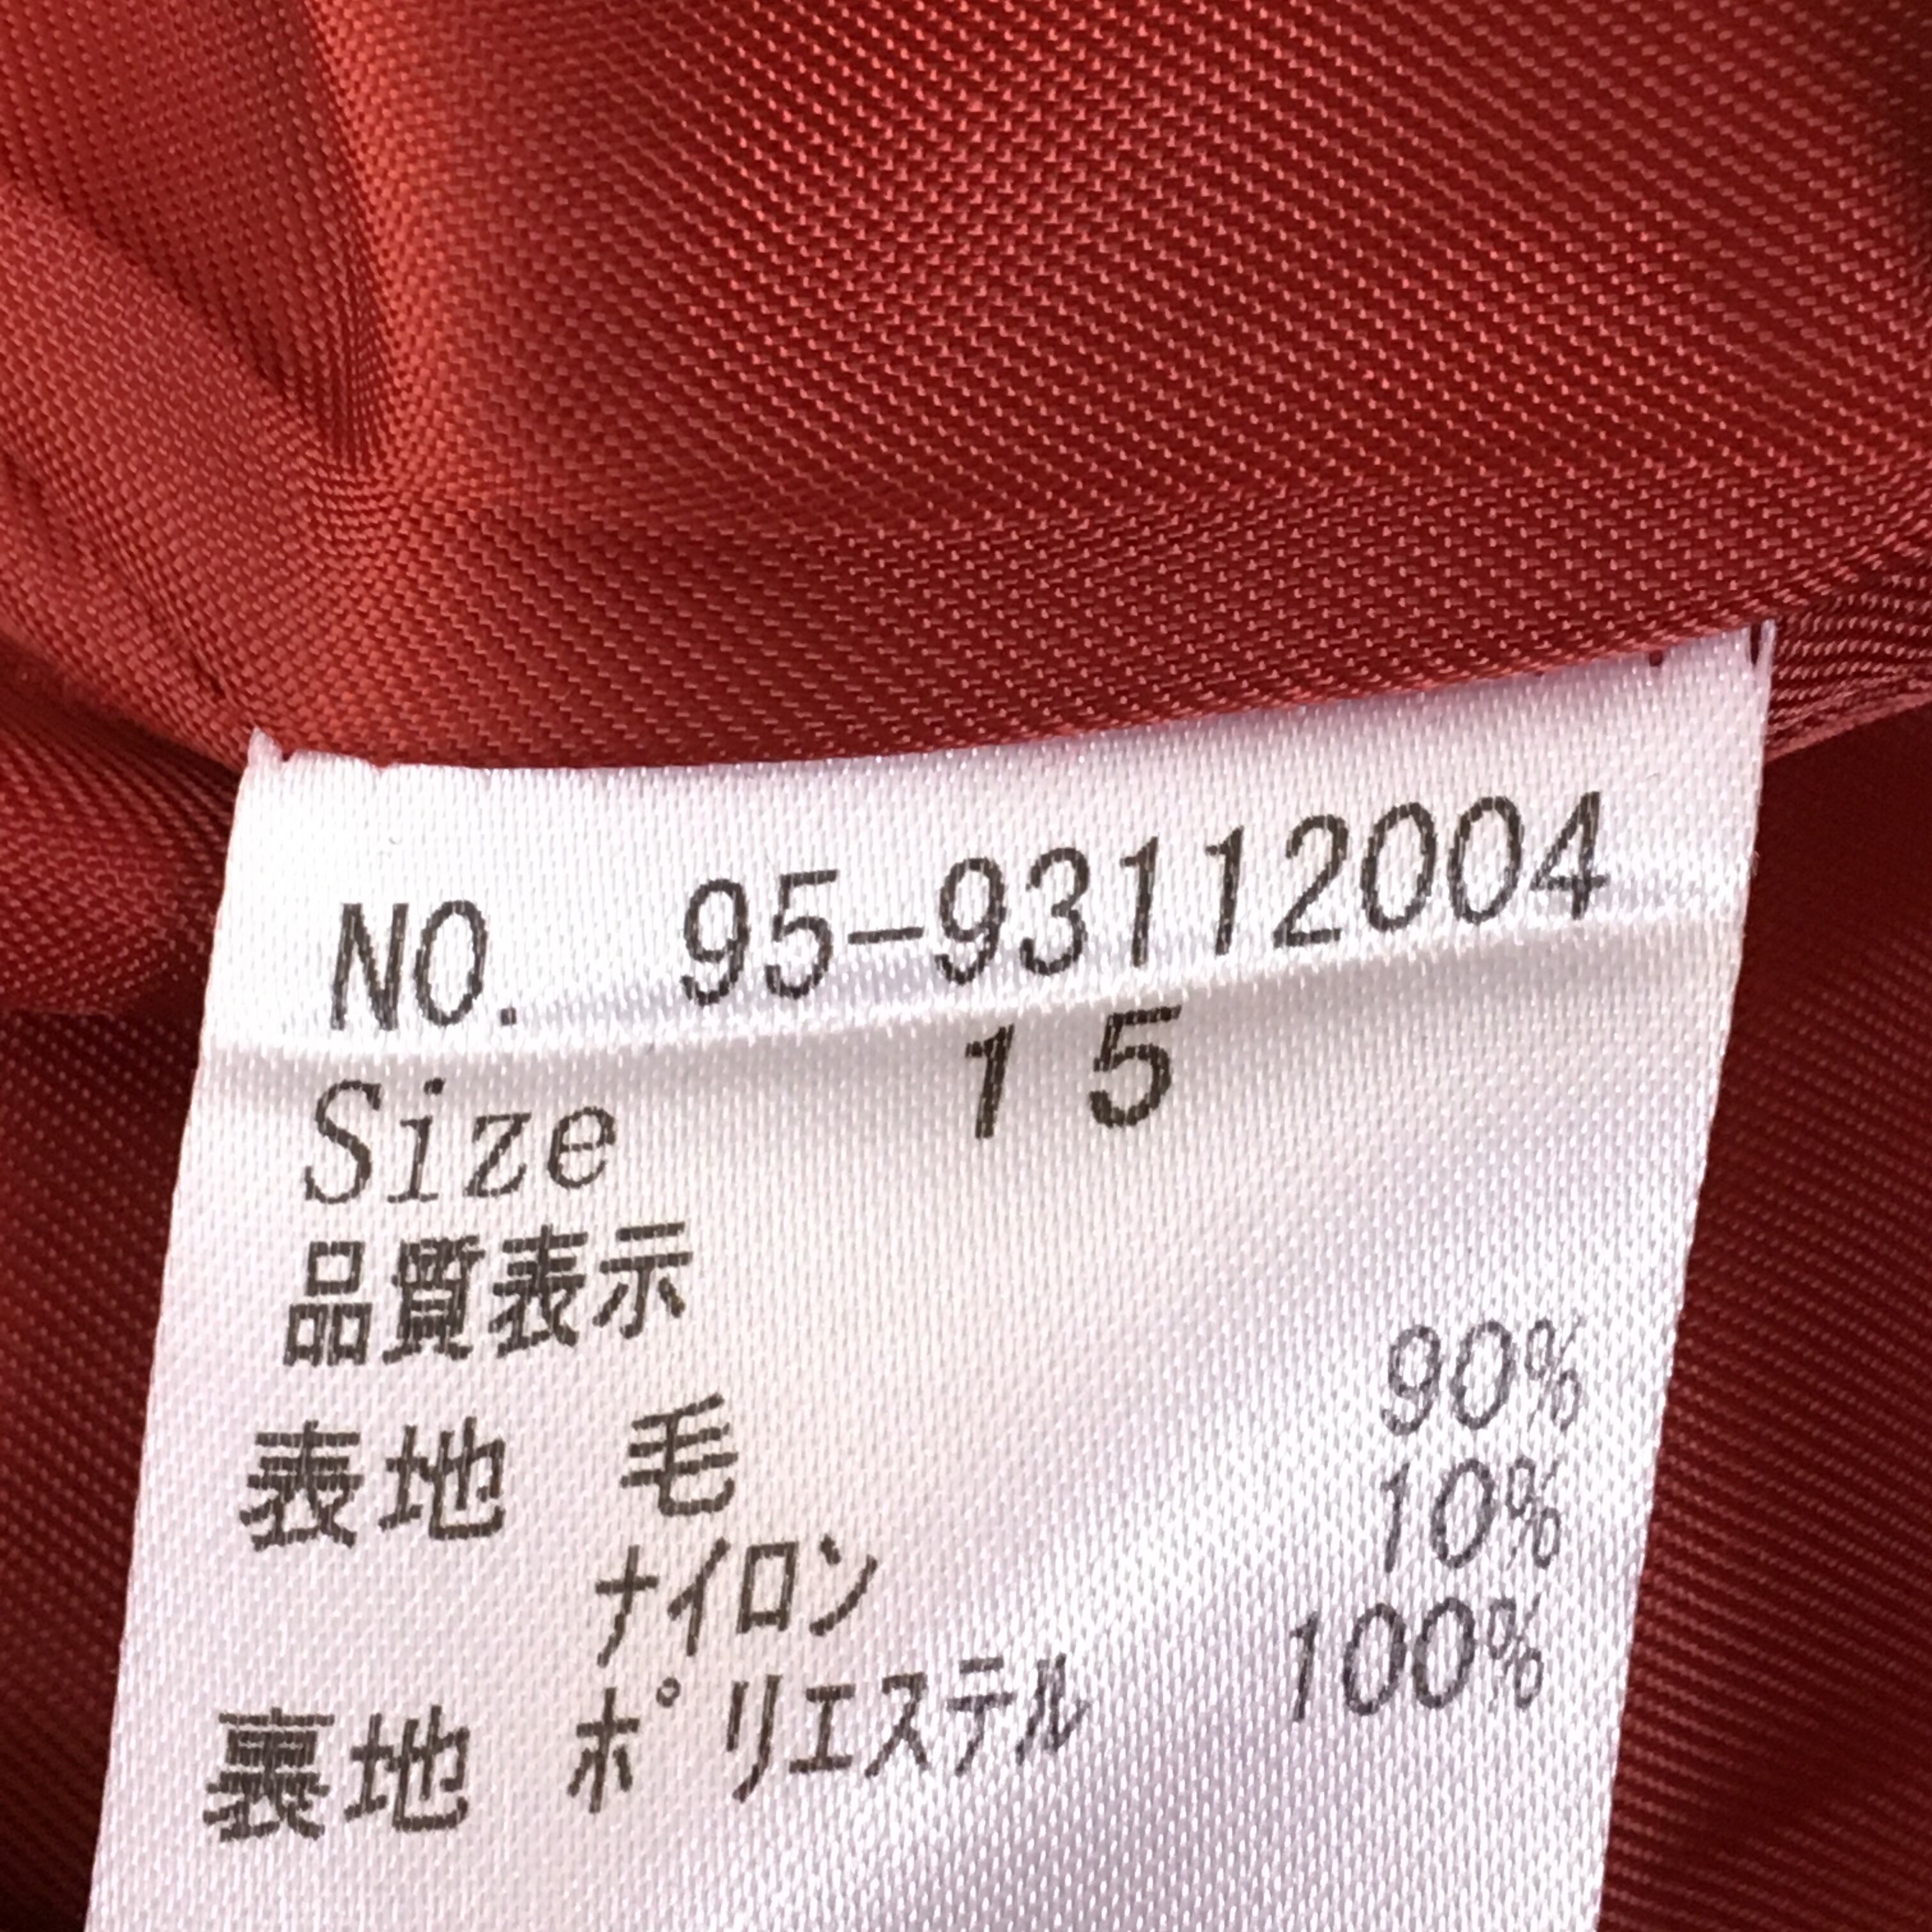 NO. 95-93112004
Size 15
品質表示
表地 毛 90%
ナイロン 10%
裏地 ポリエステル 100%